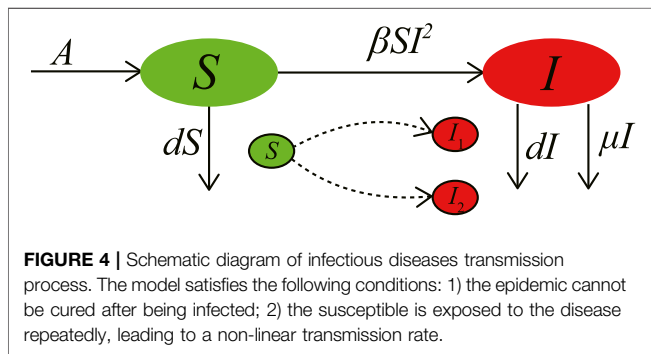 A
S
βSI²
I
dS
S
I₁
I₂
dI
μI
FIGURE 4 | Schematic diagram of infectious diseases transmission
process. The model satisfies the following conditions: 1) the epidemic cannot
be cured after being infected; 2) the susceptible is exposed to the disease
repeatedly, leading to a non-linear transmission rate.